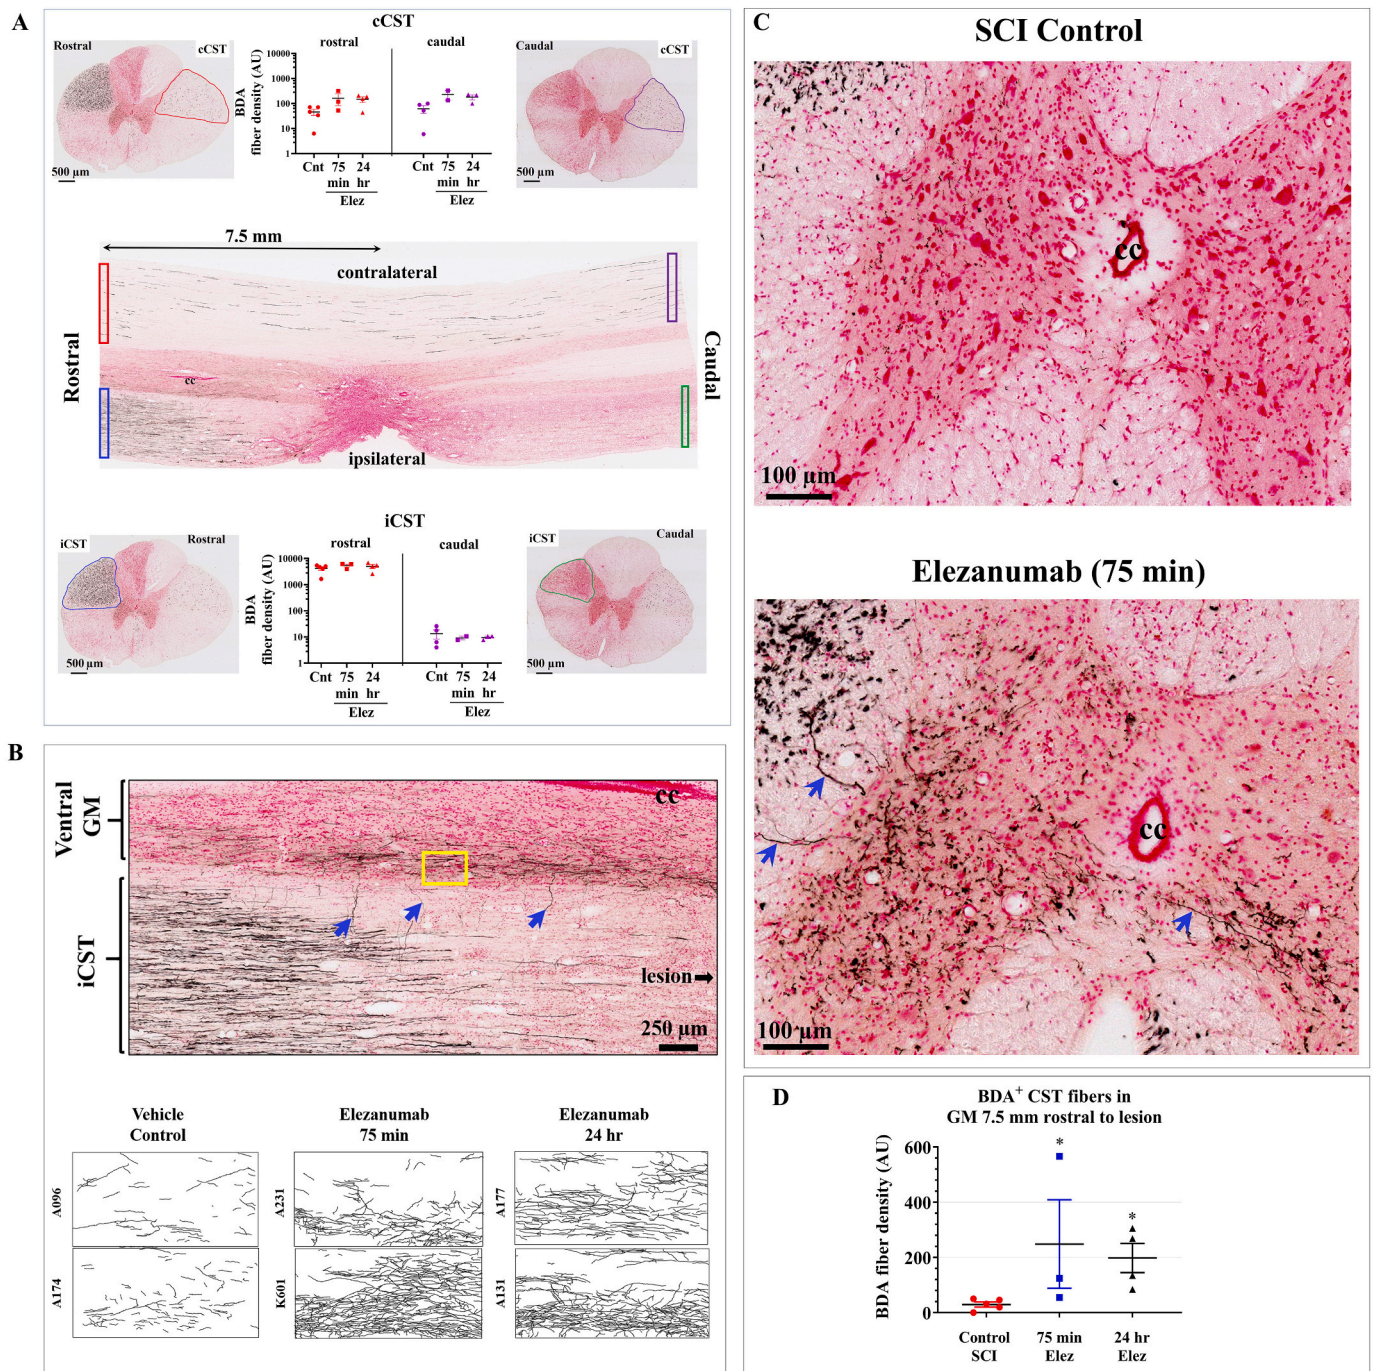 A
cCST
Rostral
cCST
500 µm
rostral
caudal
BDA
fiber density (AU)
10000
1000
100
10
1
Cnt 75 24 Cnt 75 24
min hr min hr
Elez Elez
Caudal
cCST
500 µm
7.5 mm
contralateral
Rostral
cc
Caudal
ipsilateral
iCST
iCST
Rostral
500 µm
rostral
caudal
BDA
fiber density (AU)
10000
1000
100
10
1
Cnt 75 24 Cnt 75 24
min hr min hr
Elez Elez
iCST
Caudal
500 µm
B
Ventral
GM
iCST
cc
lesion
250 µm
Vehicle
Control
Elezanumab
75 min
Elezanumab
24 hr
A096
A231
A177
A174
K601
A131
C
SCI Control
cc
100 µm
Elezanumab (75 min)
cc
100 µm
D
BDA+ CST fibers in
GM 7.5 mm rostral to lesion
BDA fiber density (AU)
600
400
200
0
*
*
Control 75 min 24 hr
SCI Elez Elez